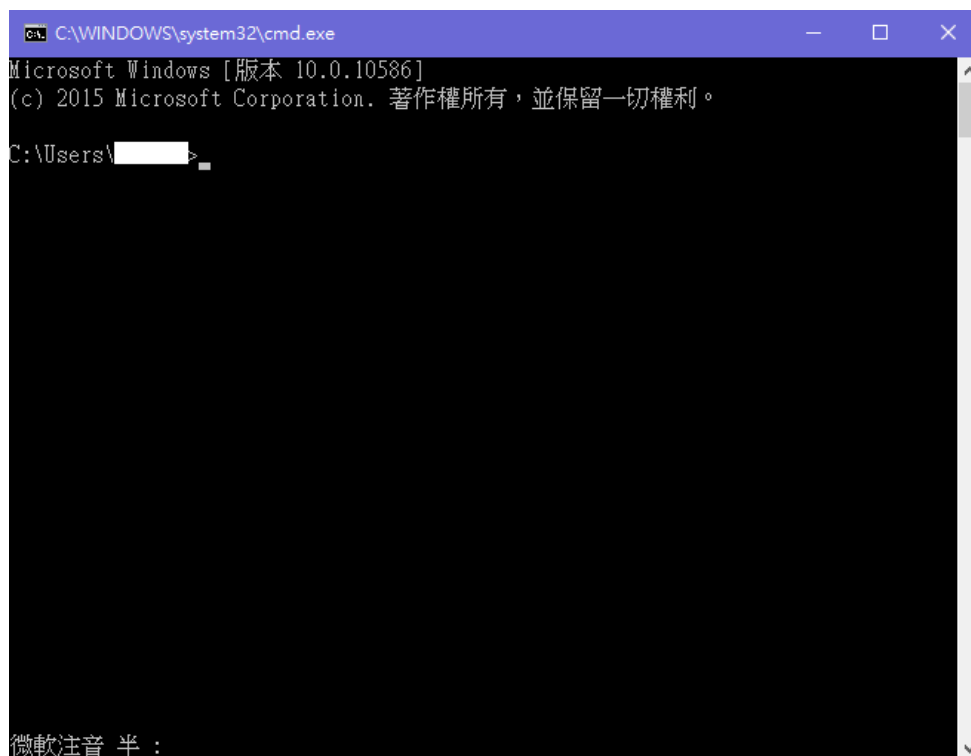 C:\WINDOWS\system32\cmd.exe
Microsoft Windows [版本 10.0.10586]
(c) 2015 Microsoft Corporation. 著作權所有，並保留一切權利。
C:\Users\ >_
微軟注音 半 :